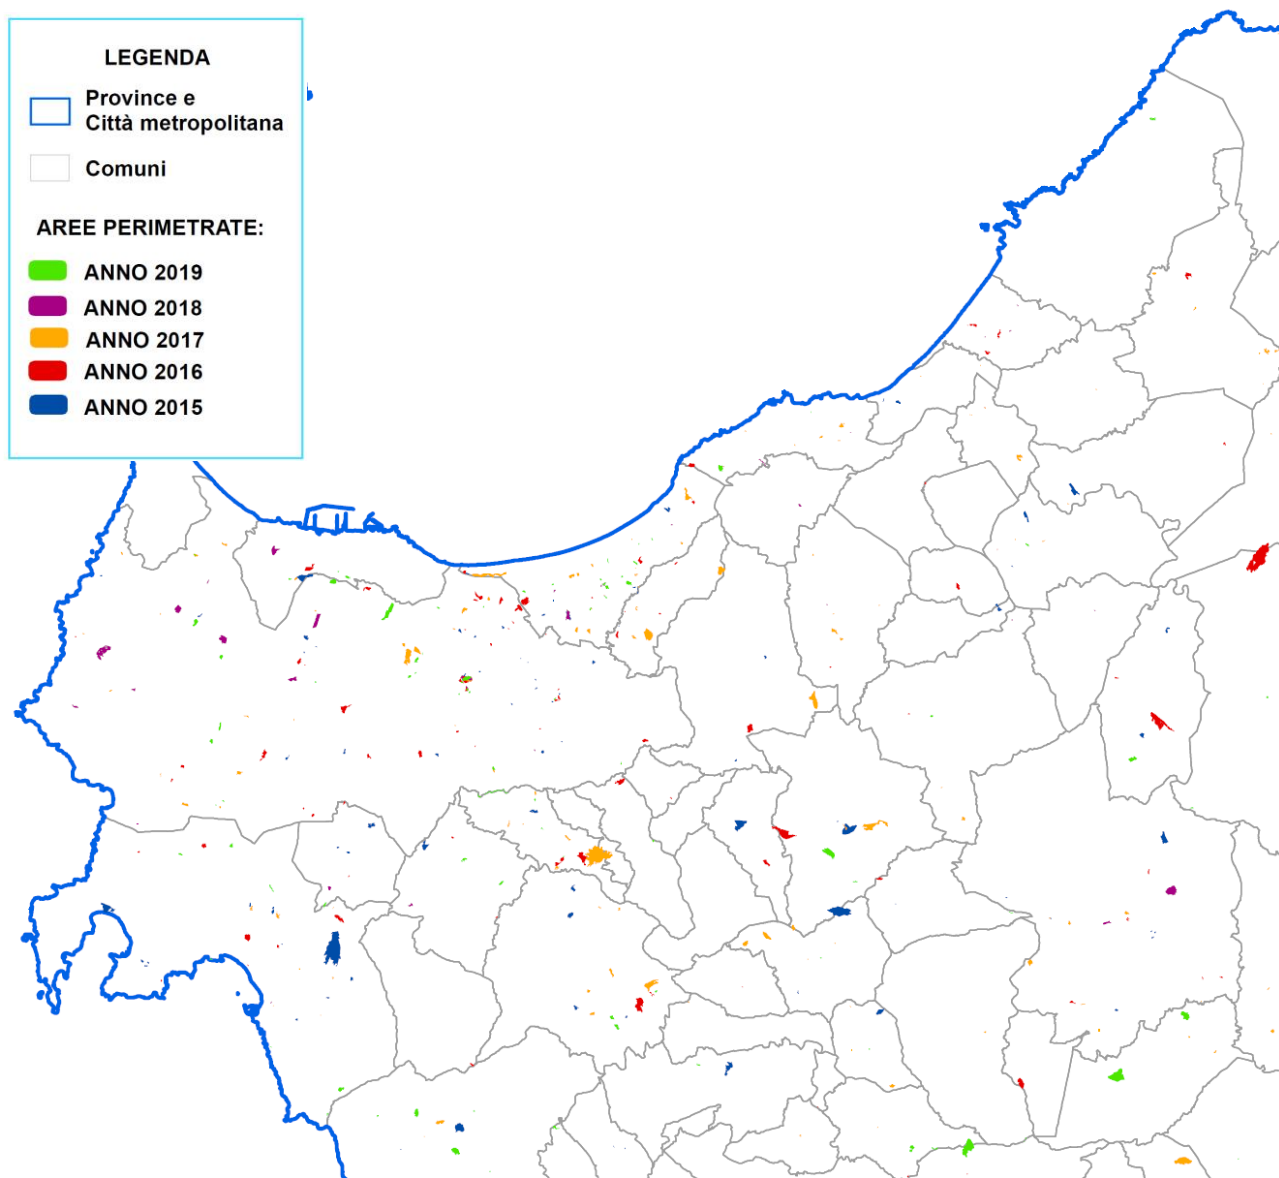 LEGENDA
Province e
Città metropolitana
Comuni
AREE PERIMETRATE:
ANNO 2019
ANNO 2018
ANNO 2017
ANNO 2016
ANNO 2015